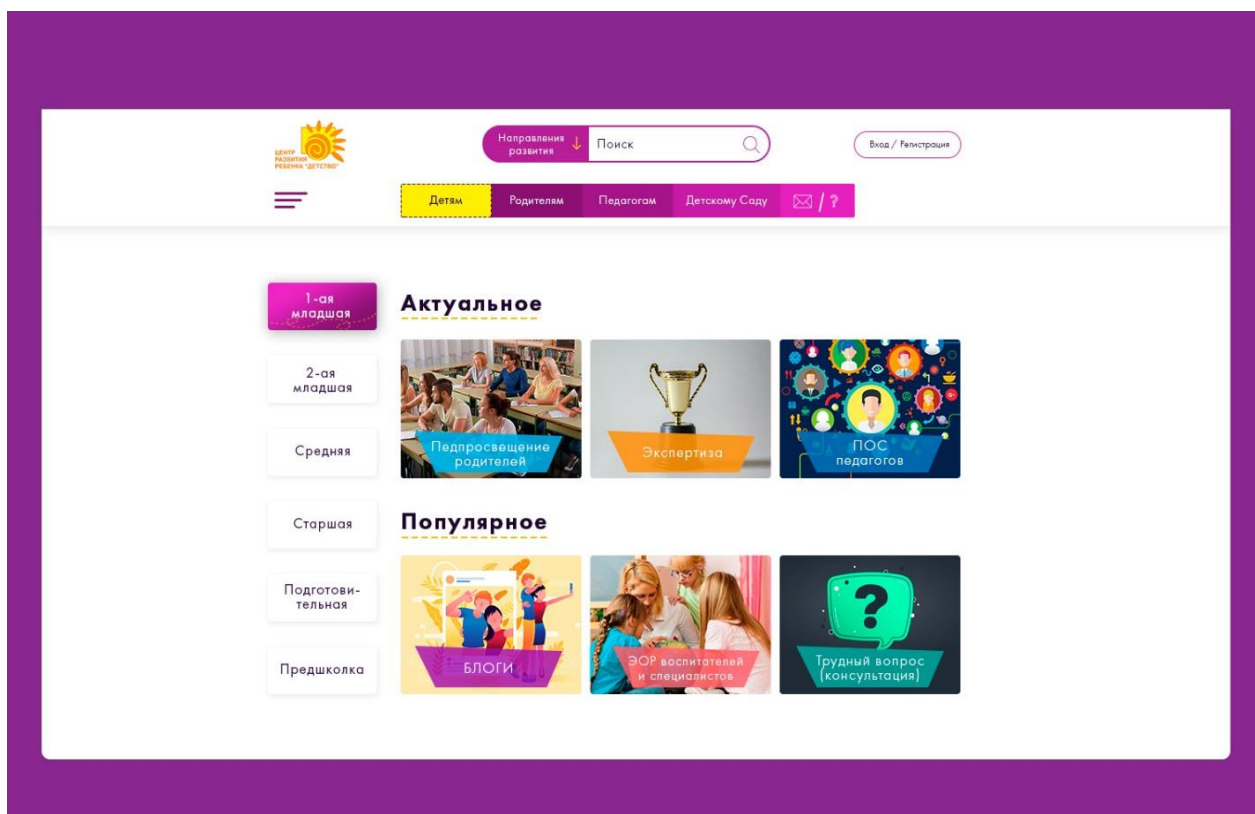 ЦЕНТР
РАЗВИТИЯ
РЕБЕНКА "ДЕТСТВО"
Направления
развития
Поиск
Вход / Регистрация
Детям
Родителям
Педагогам
Детскому Саду
/ ?
1-ая
младшая
2-ая
младшая
Средняя
Старшая
Подготови-
тельная
Предшколка
Актуальное
Педпросвещение
родителей
Экспертиза
ПОС
педагогов
Популярное
БЛОГИ
ЭОР воспитателей
и специалистов
?
Трудный вопрос
(консультация)